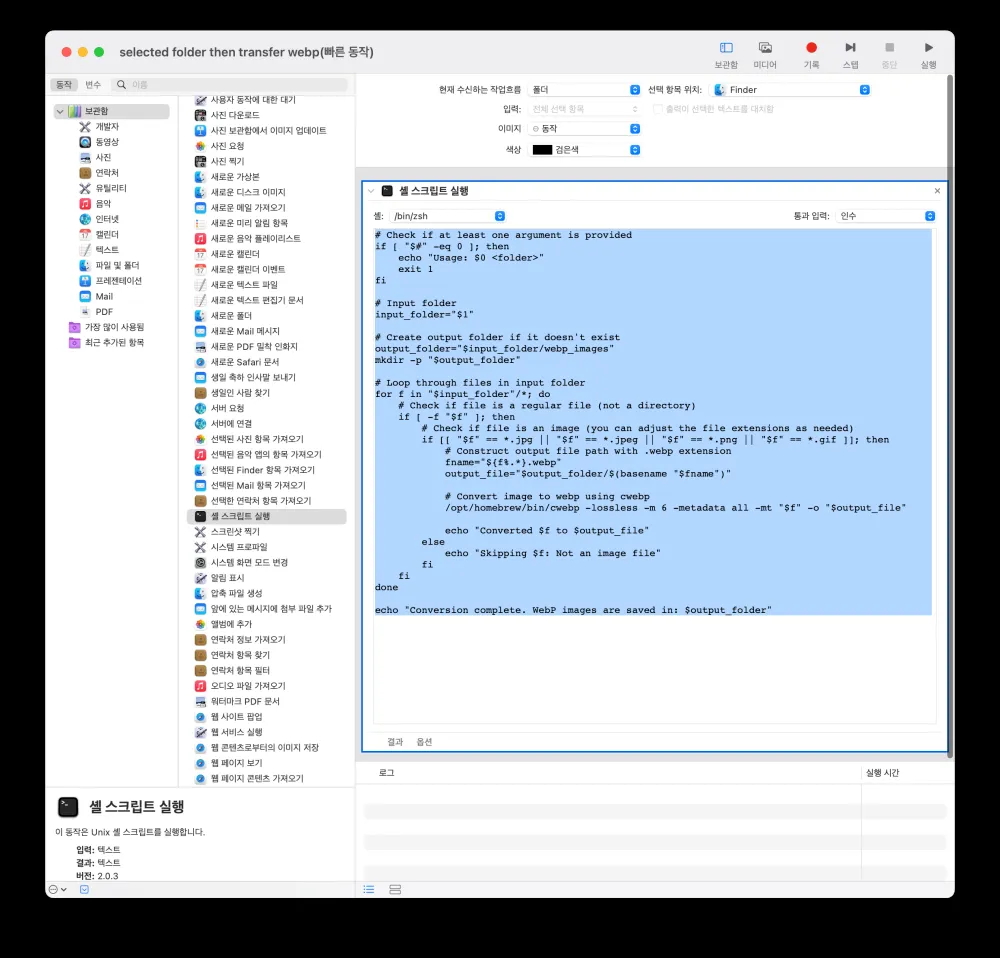 selected folder then transfer webp(빠른 동작)
보관함
미디어
기록
스텝
중단
실행
동작
변수
이름
보관함
개발자
동영상
사진
연락처
유틸리티
음악
인터넷
캘린더
텍스트
파일 및 폴더
프레젠테이션
Mail
PDF
가장 많이 사용됨
최근 추가된 항목
사용자 동작에 대한 대기
사진 다운로드
사진 보관함에서 이미지 업데이트
사진 요청
사진 찍기
새로운 가상본
새로운 디스크 이미지
새로운 메일 가져오기
새로운 미리 알림 항목
새로운 음악 플레이리스트
새로운 캘린더
새로운 캘린더 이벤트
새로운 텍스트 파일
새로운 텍스트 편집기 문서
새로운 폴더
새로운 Mail 메시지
새로운 PDF 밀착 인화지
새로운 Safari 문서
생일 축하 인사말 보내기
생일인 사람 찾기
서버 요청
서버에 연결
선택된 사진 항목 가져오기
선택된 음악 앱의 항목 가져오기
선택된 Finder 항목 가져오기
선택된 Mail 항목 가져오기
선택한 연락처 항목 가져오기
셸 스크립트 실행
스크린샷 찍기
시스템 프로파일
시스템 화면 모드 변경
알림 표시
압축 파일 생성
앞에 있는 메시지에 첨부 파일 추가
앨범에 추가
연락처 정보 가져오기
연락처 항목 찾기
연락처 항목 필터
오디오 파일 가져오기
워터마크 PDF 문서
웹 사이트 팝업
웹 서비스 실행
웹 콘텐츠로부터의 이미지 저장
웹 페이지 보기
웹 페이지 콘텐츠 가져오기
셸 스크립트 실행
이 동작은 Unix 셸 스크립트를 실행합니다.
입력: 텍스트
결과: 텍스트
버전: 2.0.3
현재 수신하는 작업흐름 폴더 선택 항목 위치: Finder
입력: 전체 선택 항목 출력이 선택한 텍스트를 대치함
이미지 동작
색상 검은색
셸 스크립트 실행
셸: /bin/zsh 통과 입력: 인수
# Check if at least one argument is provided
if [ "$#" -eq 0 ]; then
echo "Usage: $0 <folder>"
exit 1
fi
# Input folder
input_folder="$1"
# Create output folder if it doesn't exist
output_folder="$input_folder/webp_images"
mkdir -p "$output_folder"
# Loop through files in input folder
for f in "$input_folder"/*; do
# Check if file is a regular file (not a directory)
if [ -f "$f" ]; then
# Check if file is an image (you can adjust the file extensions as needed)
if [[ "$f" == *.jpg || "$f" == *.jpeg || "$f" == *.png || "$f" == *.gif ]]; then
# Construct output file path with .webp extension
fname="${f%.*}.webp"
output_file="$output_folder/$(basename "$fname")"
# Convert image to webp using cwebp
/opt/homebrew/bin/cwebp -lossless -m 6 -metadata all -mt "$f" -o "$output_file"
echo "Converted $f to $output_file"
else
echo "Skipping $f: Not an image file"
fi
fi
done
echo "Conversion complete. WebP images are saved in: $output_folder"
결과 옵션
로그 실행 시간